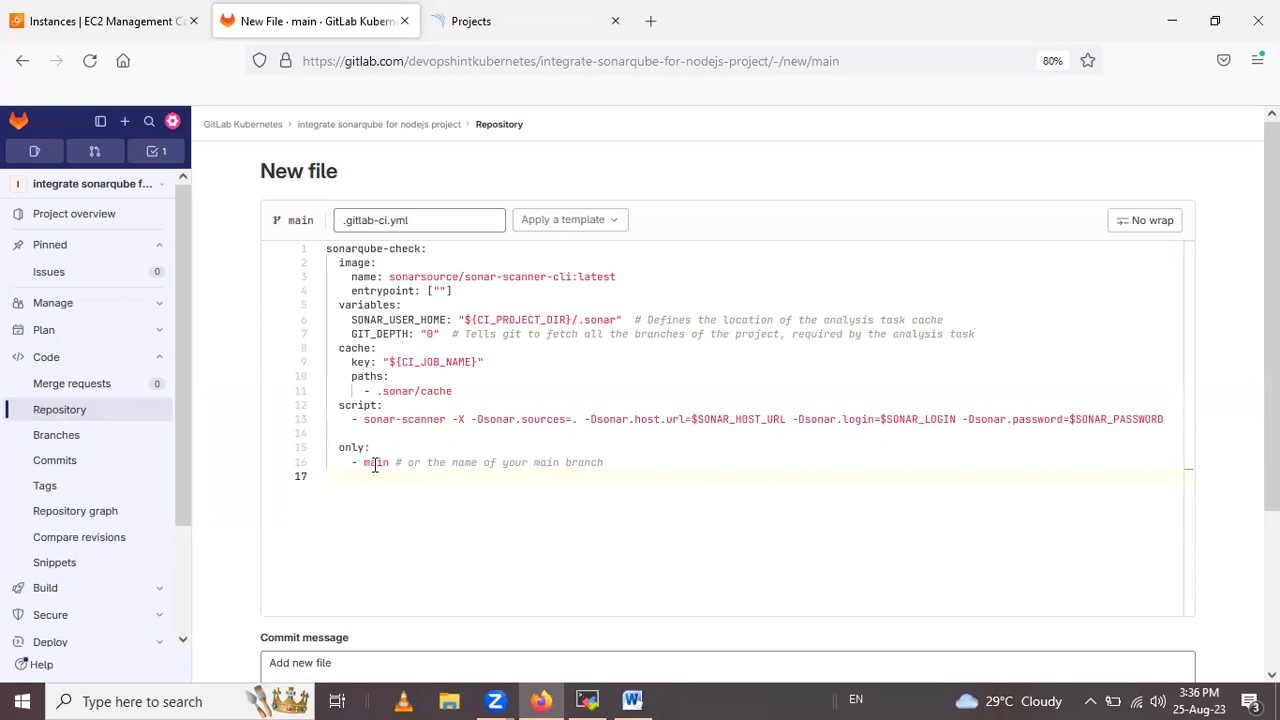 Instances | EC2 Management Co
New File · main · GitLab Kubern
Projects
https://gitlab.com/devopshintkubernetes/integrate-sonarqube-for-nodejs-project/-/new/main
80%
1
integrate sonarqube f...
Project overview
Pinned
Issues 0
Manage
Plan
Code
Merge requests 0
Repository
Branches
Commits
Tags
Repository graph
Compare revisions
Snippets
Build
Secure
Deploy
Help
GitLab Kubernetes > integrate sonarqube for nodejs project > Repository
New file
main .gitlab-ci.yml Apply a template No wrap
1 sonarqube-check:
2 image:
3 name: sonarsource/sonar-scanner-cli:latest
4 entrypoint: [""]
5 variables:
6 SONAR_USER_HOME: "${CI_PROJECT_DIR}/.sonar" # Defines the location of the analysis task cache
7 GIT_DEPTH: "0" # Tells git to fetch all the branches of the project, required by the analysis task
8 cache:
9 key: "${CI_JOB_NAME}"
10 paths:
11 - .sonar/cache
12 script:
13 - sonar-scanner -X -Dsonar.sources=. -Dsonar.host.url=$SONAR_HOST_URL -Dsonar.login=$SONAR_LOGIN -Dsonar.password=$SONAR_PASSWORD
14
15 only:
16 - main # or the name of your main branch
17
Commit message
Add new file
Type here to search
EN
29°C Cloudy
3:36 PM
25-Aug-23
3